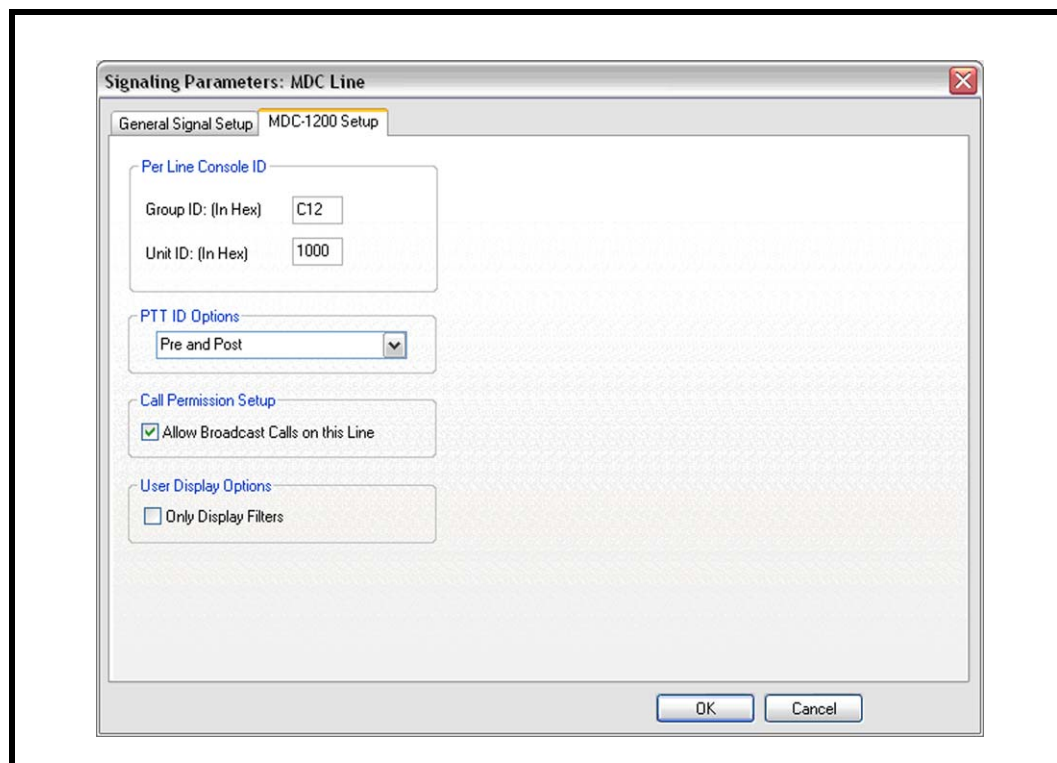 Signaling Parameters: MDC Line
General Signal Setup
MDC-1200 Setup
Per Line Console ID
Group ID: (In Hex)
C12
Unit ID: (In Hex)
1000
PTT ID Options
Pre and Post
Call Permission Setup
Allow Broadcast Calls on this Line
User Display Options
Only Display Filters
OK
Cancel